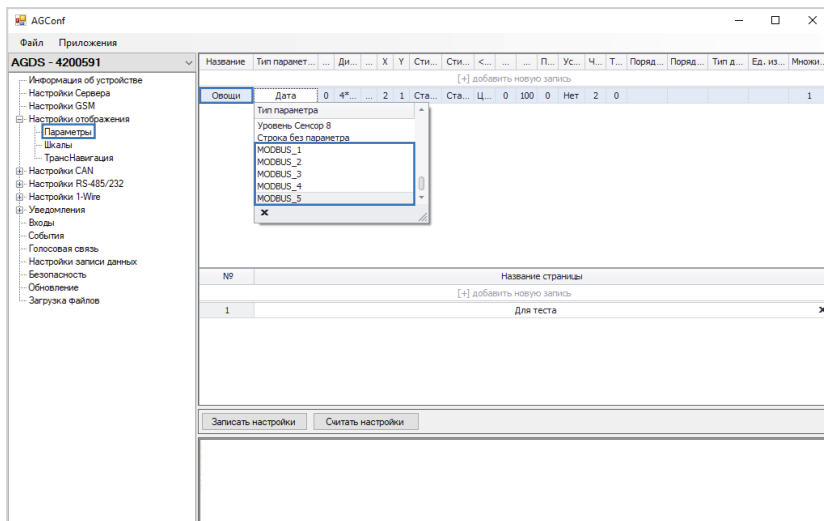 AGConf
Файл Приложения
AGDS - 4200591
Информация об устройстве
Настройки Сервера
Настройки GSM
Настройки отображения
Параметры
Шкалы
ТрансНавигация
Настройки CAN
Настройки RS-485/232
Настройки 1-Wire
Уведомления
Входы
События
Голосовая связь
Настройки записи данных
Безопасность
Обновление
Загрузка файлов
Название Тип парамет... ... Ди... ... X Y Сти... Сти... <... ... ... П... Ус... Ч... Т... Поряд... Поряд... Тип д... Ед. из... Множи...
[+] добавить новую запись
Овощи Дата 0 4*... ... 2 1 Ста... Ста... Ц... 0 100 0 Нет 2 0 1
Тип параметра
Уровень Сенсор 8
Строка без параметра
MODBUS_1
MODBUS_2
MODBUS_3
MODBUS_4
MODBUS_5
№ Название страницы
[+] добавить новую запись
1 Для теста
Записать настройки Считать настройки